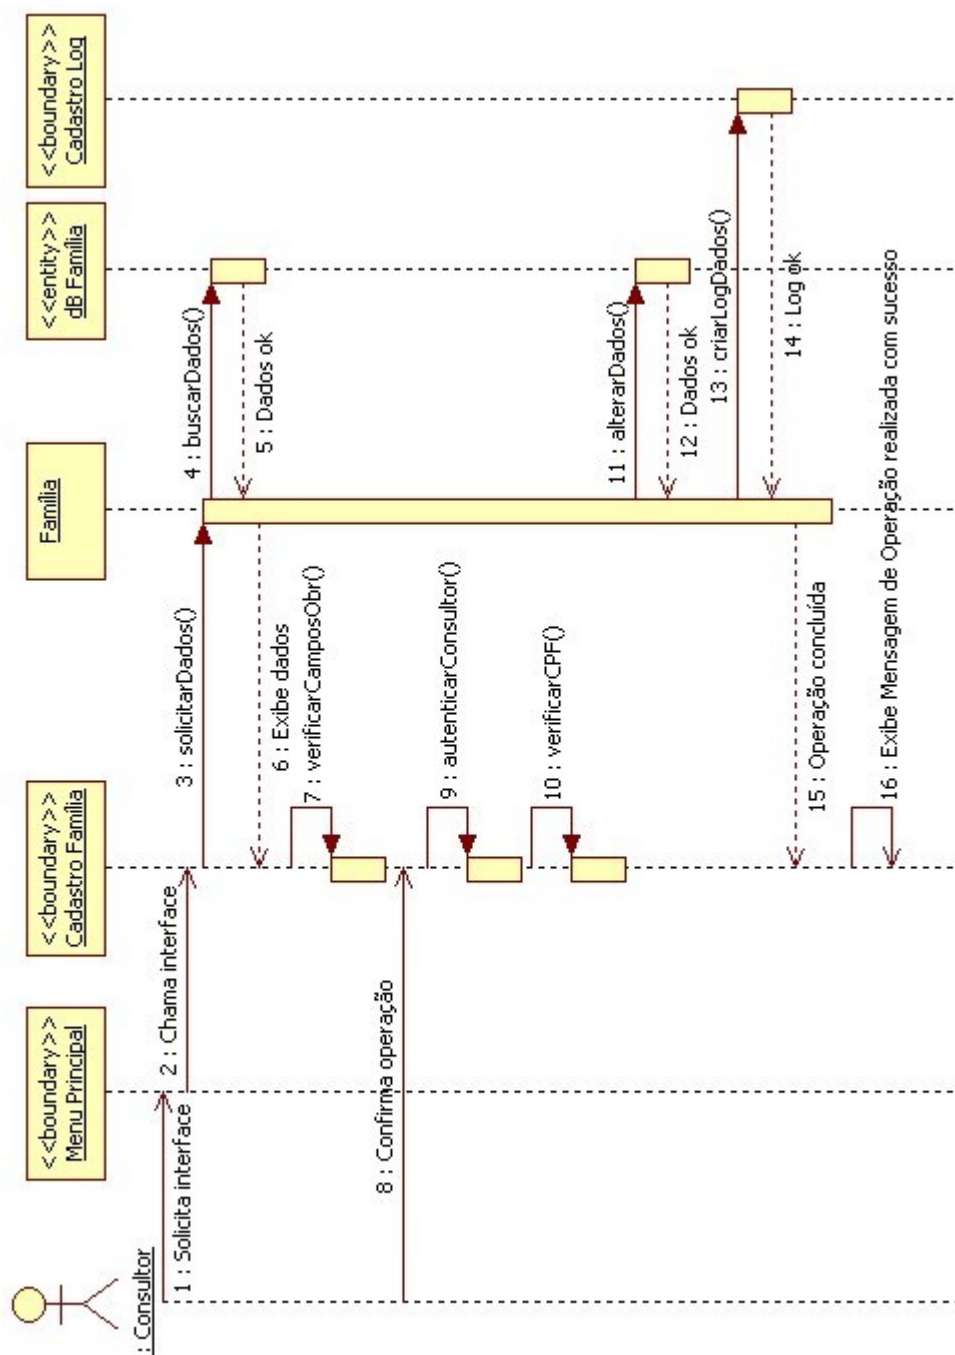 : Consultor
<<boundary>>
Menu Principal
<<boundary>>
Cadastro Família
Família
<<entity>>
dB Família
<<boundary>>
Cadastro Log
1 : Solicita interface
2 : Chama interface
3 : solicitarDados()
4 : buscarDados()
5 : Dados ok
6 : Exibe dados
7 : verificarCamposObr()
8 : Confirma operação
9 : autenticarConsultor()
10 : verificarCPF()
11 : alterarDados()
12 : Dados ok
13 : criarLogDados()
14 : Log ok
15 : Operação concluída
16 : Exibe Mensagem de Operação realizada com sucesso